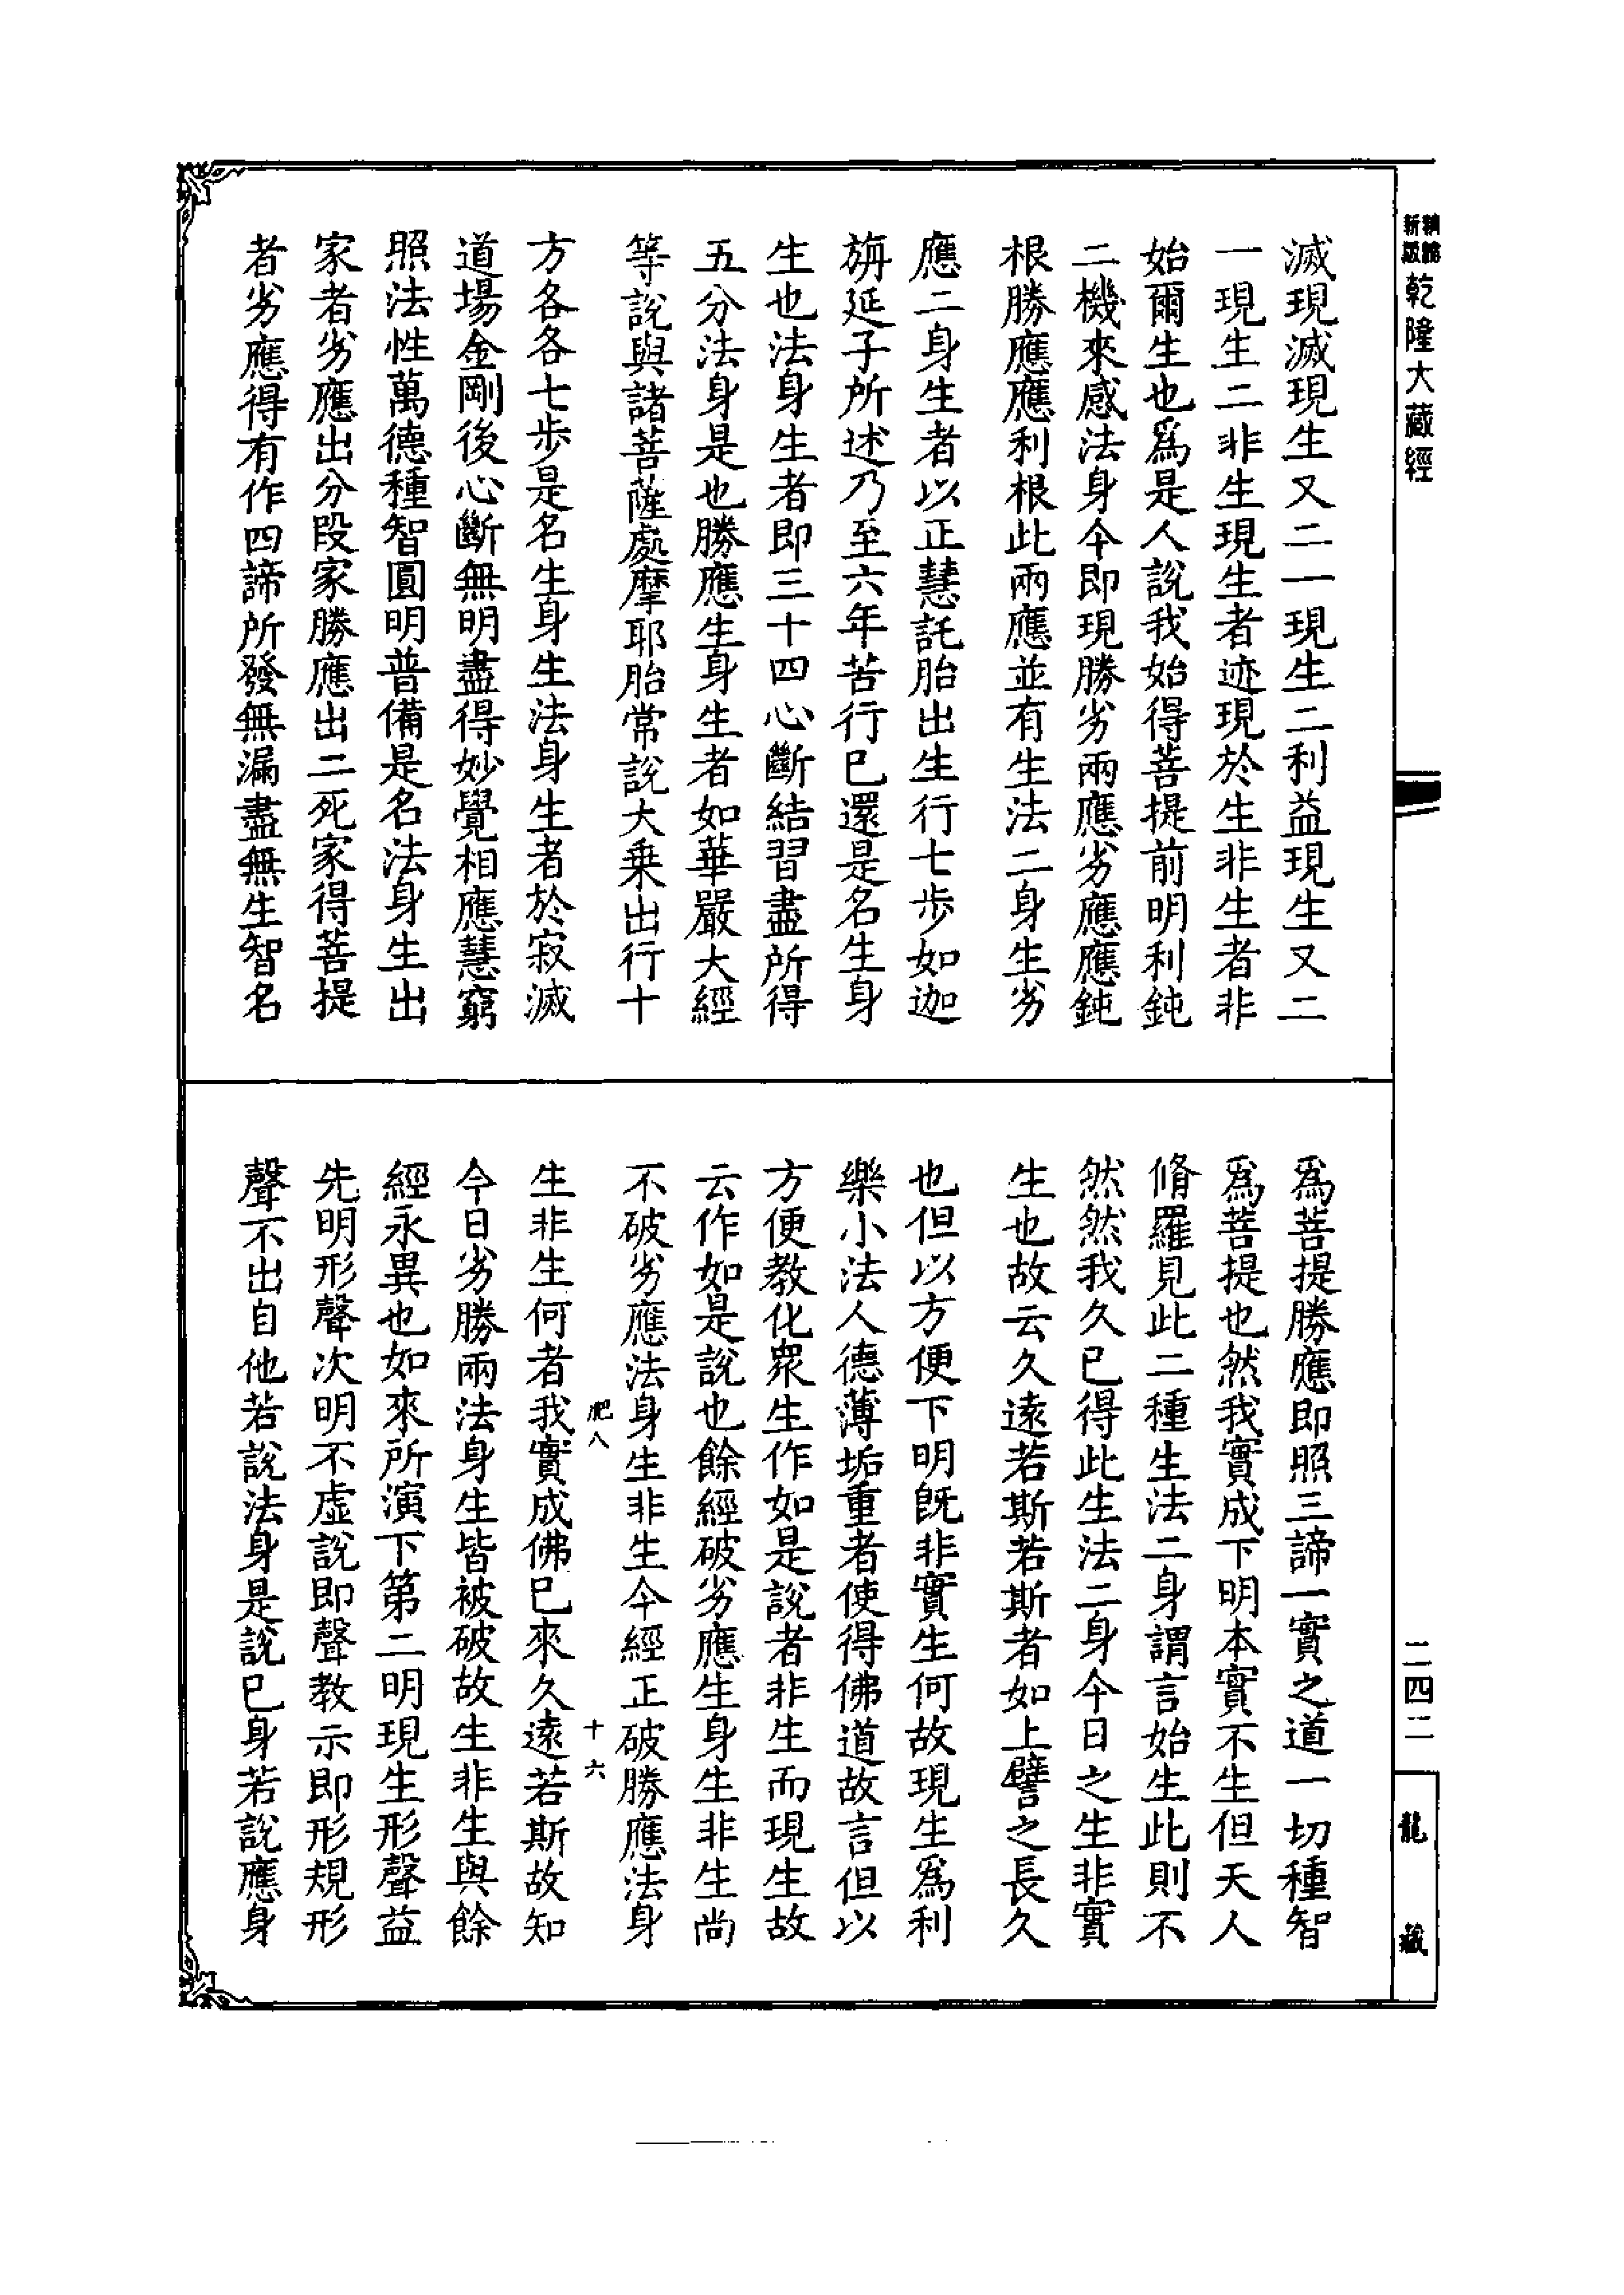 精緻
新版
乾隆大藏經
二四二
龍藏
滅現滅現生又二一現生二利益現生又二
一現生二非生現生者迹現於生非生者非
始爾生也爲是人說我始得菩提前明利鈍
二機來感法身今即現勝劣兩應劣應應鈍
根勝應應利根此兩應並有生法二身生劣
應二身生者以正慧託胎出生行七步如迦
旃延子所述乃至六年苦行已還是名生身
生也法身生者即三十四心斷結習盡所得
五分法身是也勝應生身生者如華嚴大經
等說與諸菩薩處摩耶胎常說大乗出行十
方各各七步是名生身生法身生者於寂滅
道場金剛後心斷無明盡得妙覺相應慧窮
照法性萬德種智圓明普備是名法身生出
家者劣應出分段家勝應出二死家得菩提
者劣應得有作四諦所發無漏盡無生智名
爲菩提勝應即照三諦一實之道一切種智
爲菩提也然我實成下明本實不生但天人
脩羅見此二種生法二身謂言始生此則不
然然我久已得此生法二身今日之生非實
生也故云久遠若斯若斯者如上譬之長久
也但以方便下明旣非實生何故現生爲利
樂小法人德薄垢重者使得佛道故言但以
方便教化衆生作如是說者非生而現生故
云作如是說也餘經破劣應生身生非生尚
不破劣應法身生非生今經正破勝應法身
肥八
十六
生非生何者我實成佛已來久遠若斯故知
今日劣勝兩法身生皆被破故生非生與餘
經永異也如來所演下第二明現生形聲益
先明形聲次明不虛說即聲教示即形規形
聲不出自他若說法身是說已身若說應身